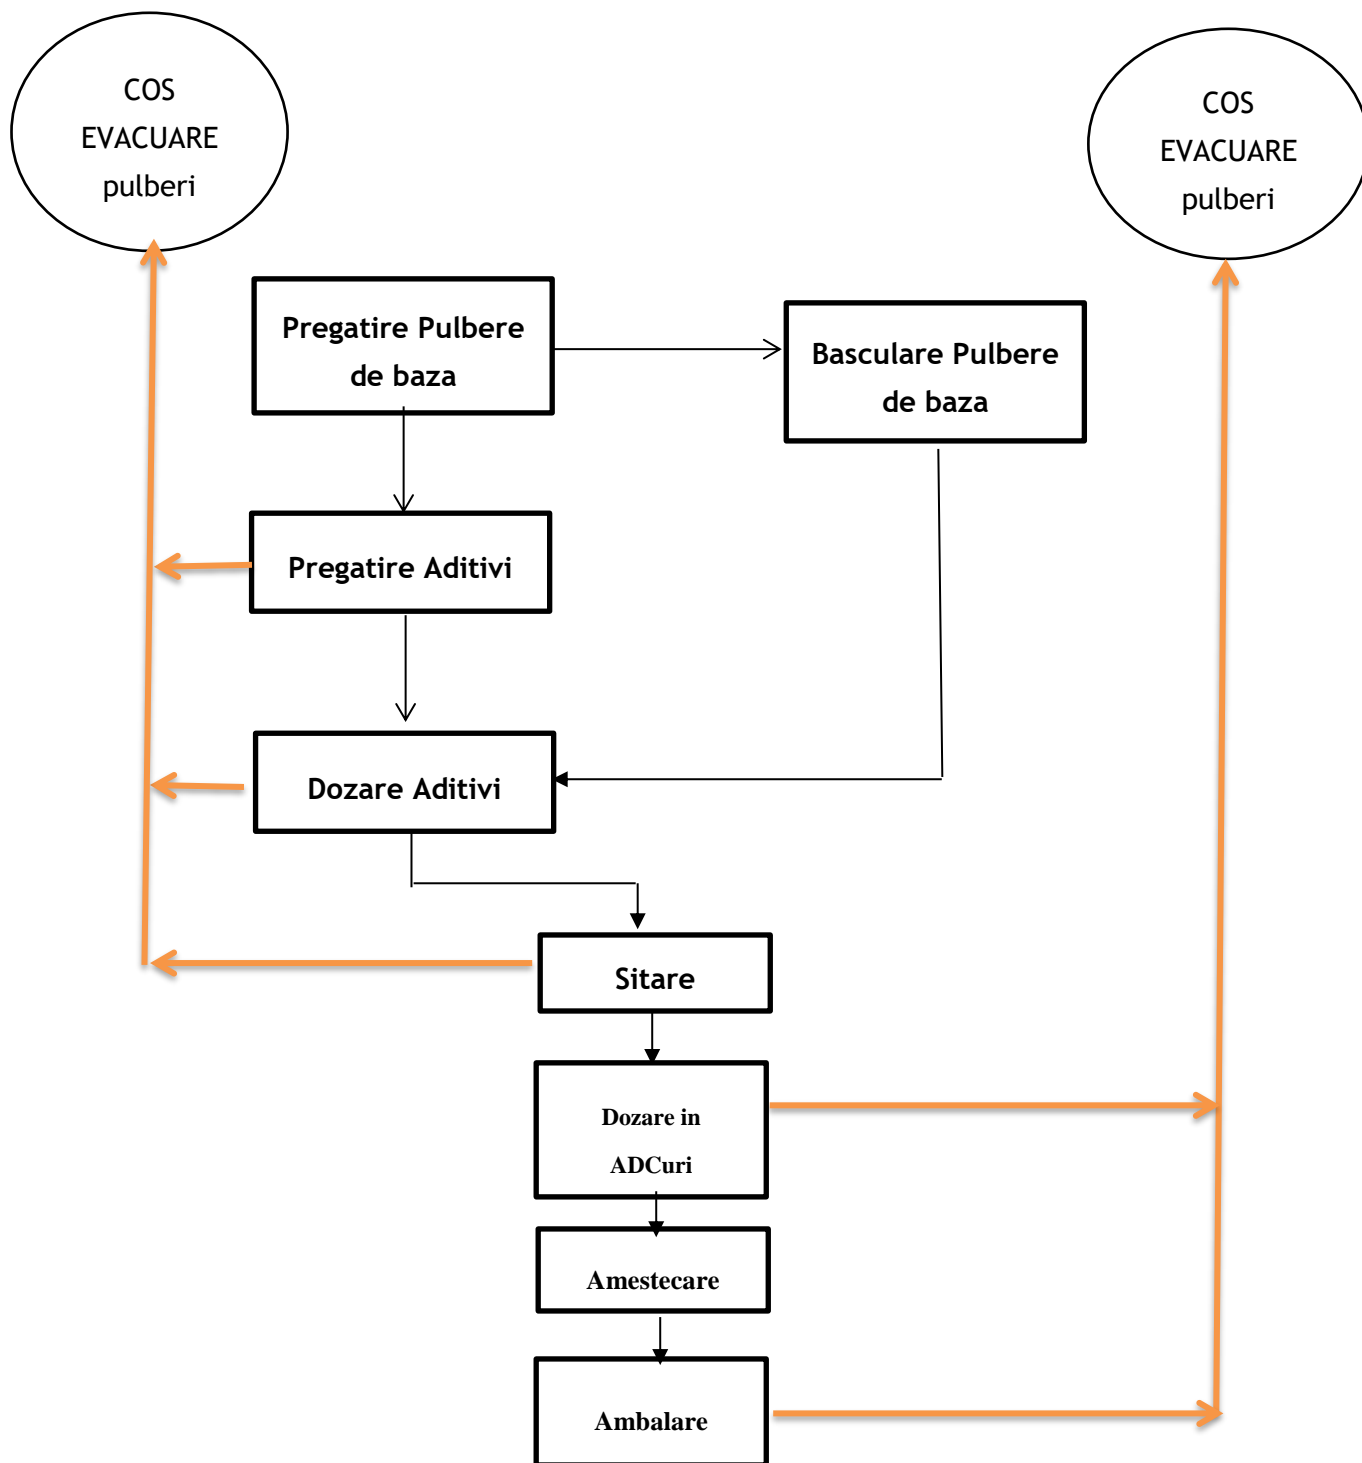 COS
EVACUARE
pulberi
COS
EVACUARE
pulberi
Pregatire Pulbere
de baza
Basculare Pulbere
de baza
Pregatire Aditivi
Dozare Aditivi
Sitare
Dozare in
ADCuri
Amestecare
Ambalare